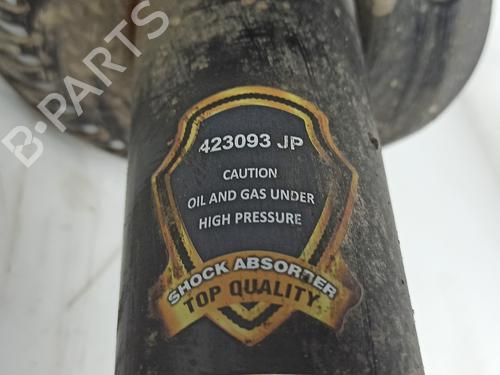 B-PARTS
423093 JP
CAUTION
OIL AND GAS UNDER
HIGH PRESSURE
SHOCK ABSORBER
TOP QUALITY